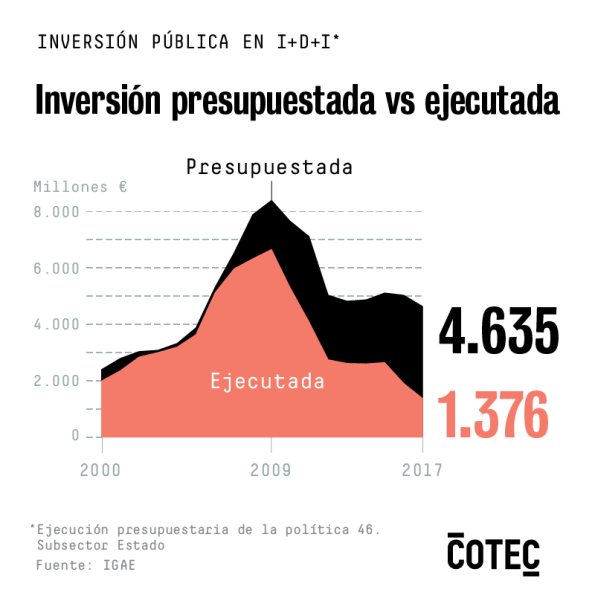 INVERSIÓN PÚBLICA EN I+D+I*
Inversión presupuestada vs ejecutada
Presupuestada
Millones €
8.000
6.000
4.000
2.000
0
Ejecutada
4.635
1.376
2000
2009
2017
*Ejecución presupuestaria de la política 46.
Subsector Estado
Fuente: IGAE
COTEC